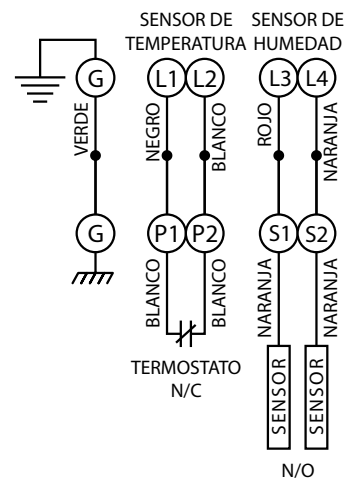 SENSOR DE TEMPERATURA
SENSOR DE HUMEDAD
G
L1
L2
L3
L4
VERDE
NEGRO
BLANCO
ROJO
NARANJA
G
P1
P2
S1
S2
BLANCO
BLANCO
NARANJA
NARANJA
TERMOSTATO
N/C
SENSOR
SENSOR
N/O